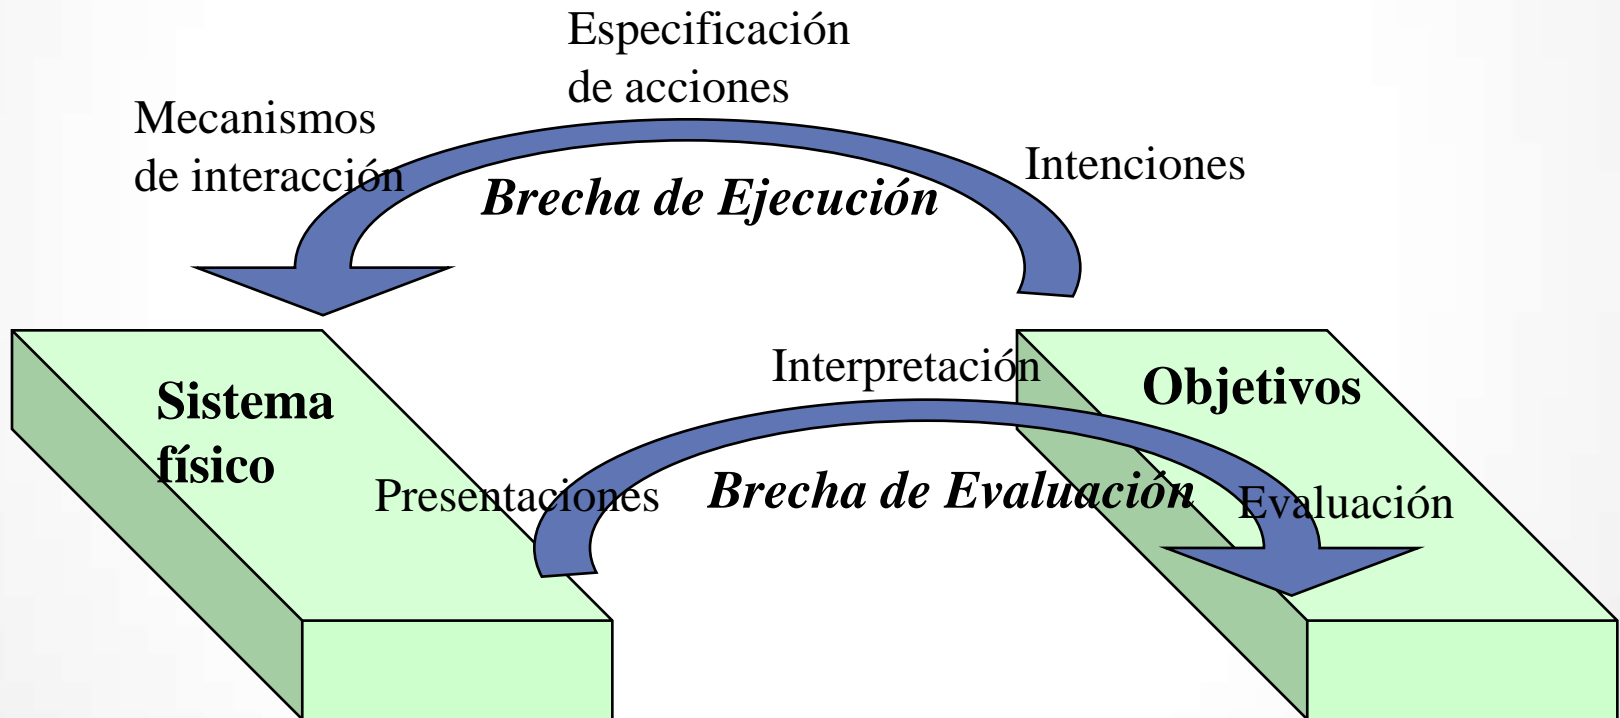 Especificación
de acciones
Mecanismos
de interacción
Intenciones
Brecha de Ejecución
Interpretación
Objetivos
Sistema
físico
Presentaciones
Brecha de Evaluación
Evaluación